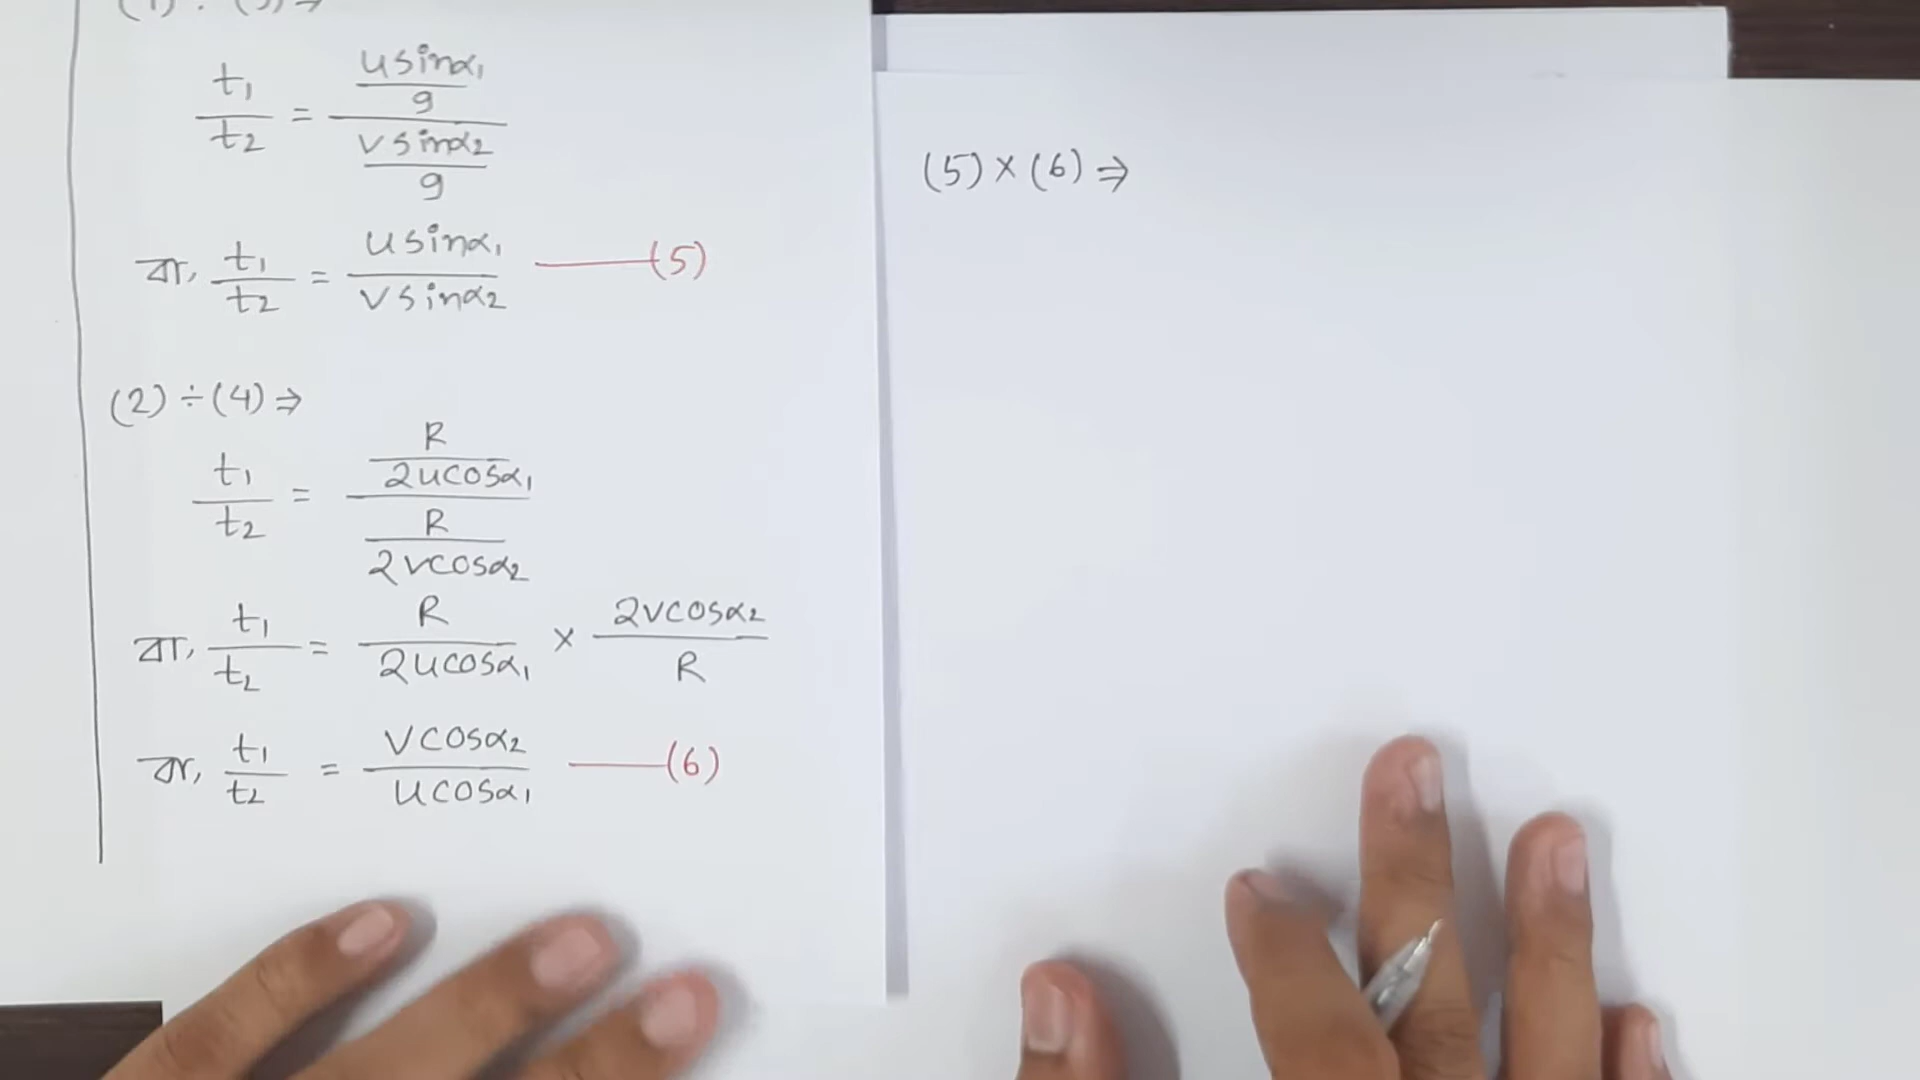 t₁/t₂ = (u sinα₁/g)/(v sinα₂/g)
বা, t₁/t₂ = u sinα₁/v sinα₂ ———(5)
(2) ÷ (4) ⇒
t₁/t₂ = (R/2u cosα₁)/(R/2v cosα₂)
বা, t₁/t₂ = R/2u cosα₁ × 2v cosα₂/R
বা, t₁/t₂ = v cosα₂/u cosα₁ ———(6)
(5) × (6) ⇒